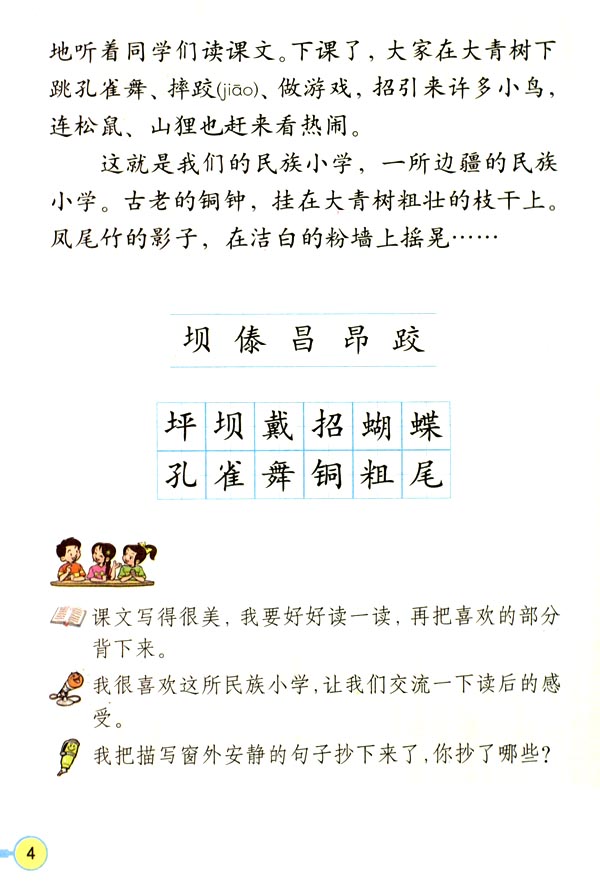 地听着同学们读课文。下课了，大家在大青树下
跳孔雀舞、摔跤(jiāo)、做游戏，招引来许多小鸟，
连松鼠、山狸也赶来看热闹。
这就是我们的民族小学，一所边疆的民族
小学。古老的铜钟，挂在大青树粗壮的枝干上。
凤尾竹的影子，在洁白的粉墙上摇晃……
坝 傣 昌 昂 跤
坪 坝 戴 招 蝴 蝶
孔 雀 舞 铜 粗 尾
课文写得很美，我要好好读一读，再把喜欢的部分
背下来。
我很喜欢这所民族小学，让我们交流一下读后的感
受。
我把描写窗外安静的句子抄下来了，你抄了哪些？
4